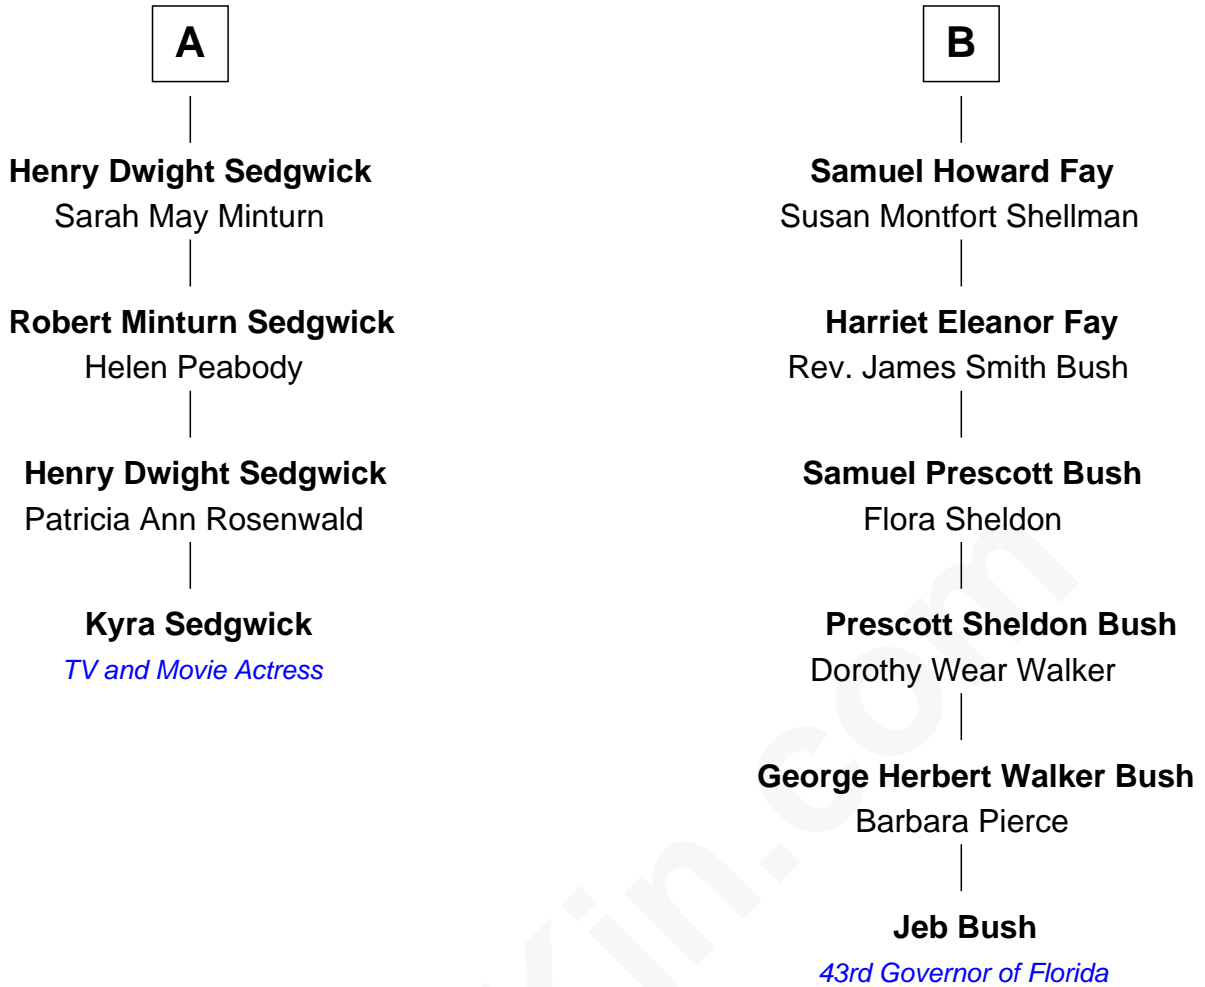 A
Henry Dwight Sedgwick
Sarah May Minturn
Robert Minturn Sedgwick
Helen Peabody
Henry Dwight Sedgwick
Patricia Ann Rosenwald
Kyra Sedgwick
TV and Movie Actress
B
Samuel Howard Fay
Susan Montfort Shellman
Harriet Eleanor Fay
Rev. James Smith Bush
Samuel Prescott Bush
Flora Sheldon
Prescott Sheldon Bush
Dorothy Wear Walker
George Herbert Walker Bush
Barbara Pierce
Jeb Bush
43rd Governor of Florida
Kin.com